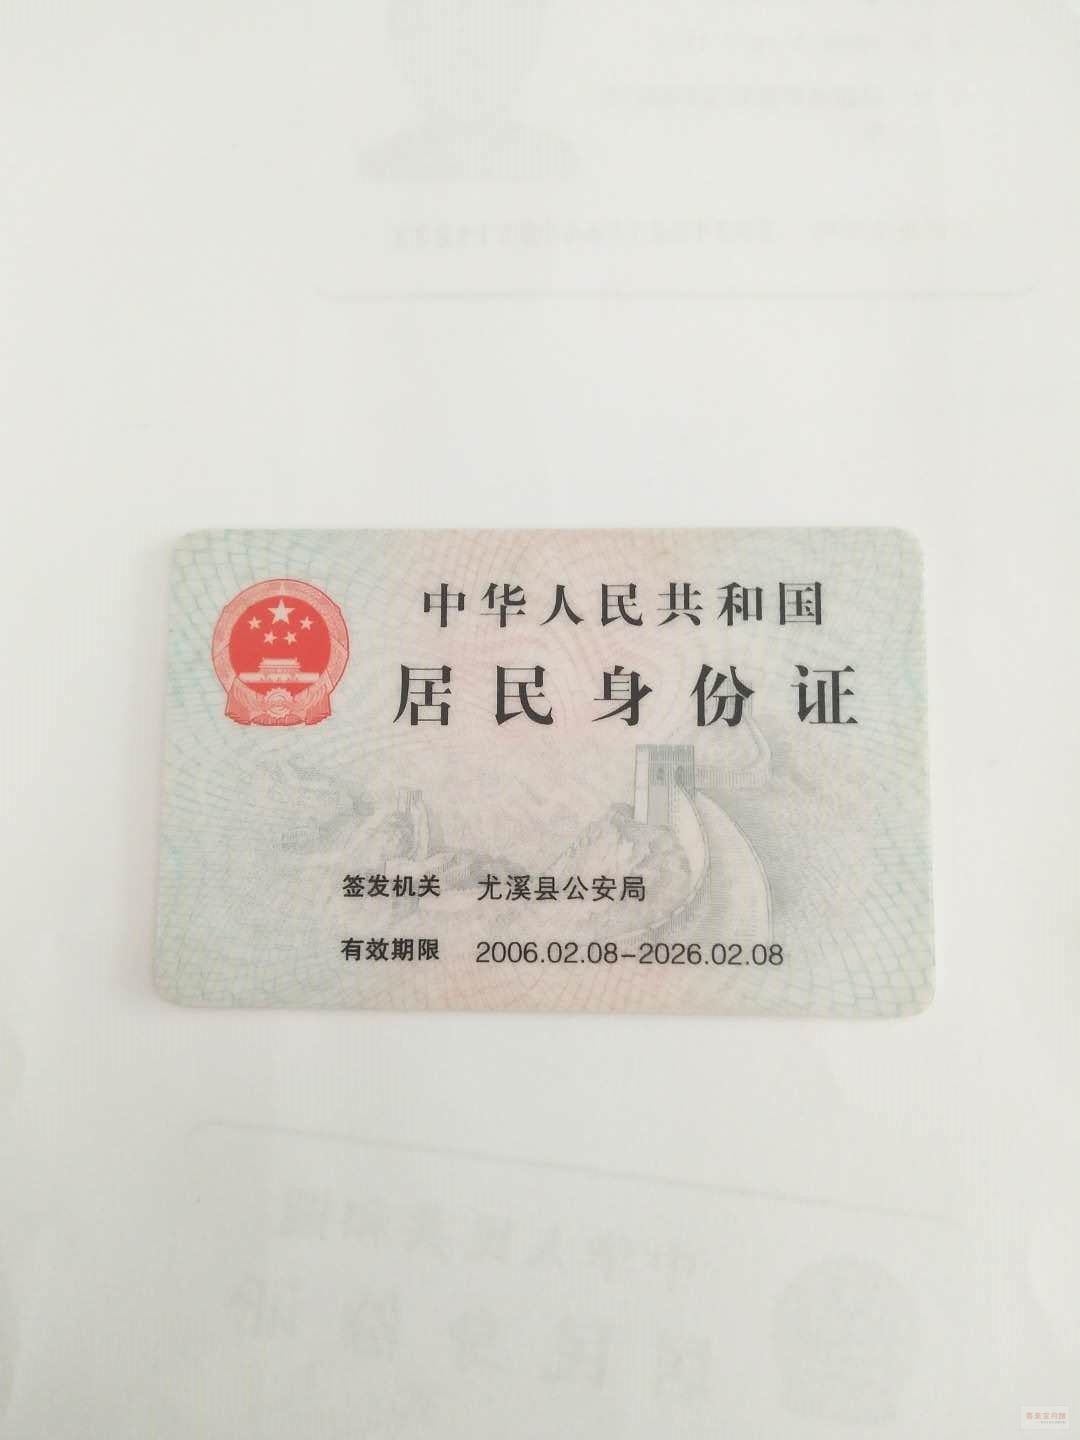 中华人民共和国
居民身份证
签发机关 尤溪县公安局
有效期限 2006.02.08-2026.02.08